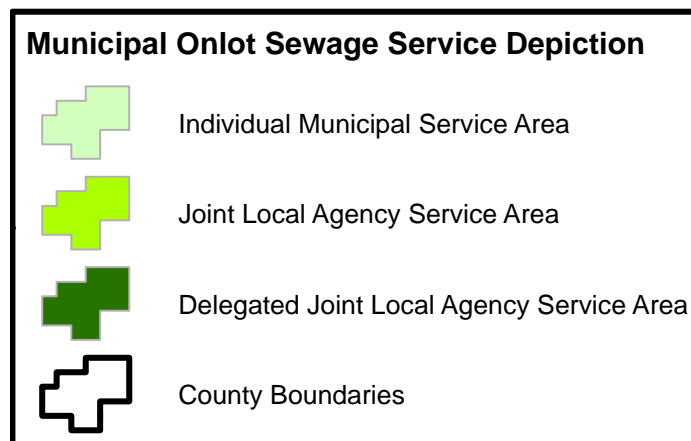 Municipal Onlot Sewage Service Depiction
Individual Municipal Service Area
Joint Local Agency Service Area
Delegated Joint Local Agency Service Area
County Boundaries